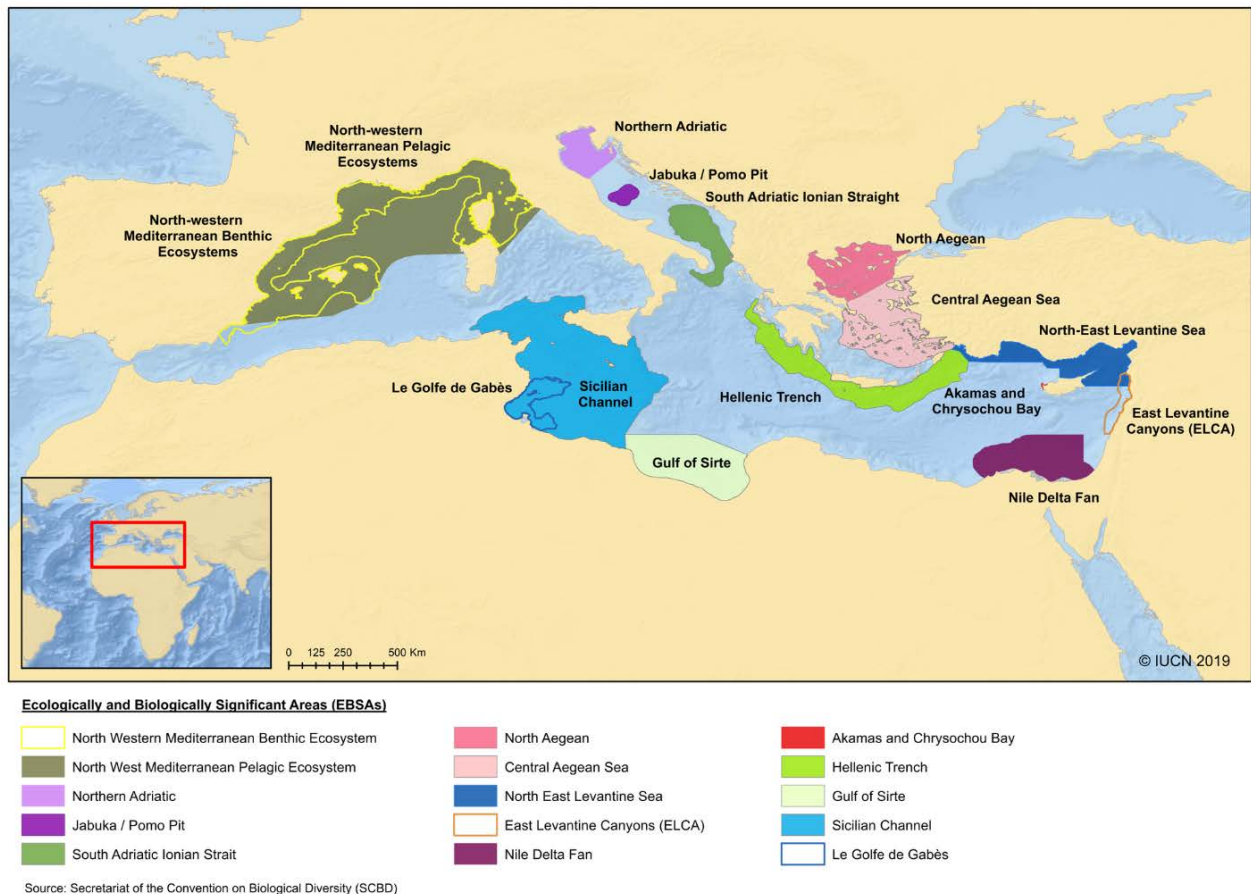 Northern Adriatic
North-western
Mediterranean Pelagic
Ecosystems
Jabuka / Pomo Pit
South Adriatic Ionian Straight
North-western
Mediterranean Benthic
Ecosystems
North Aegean
Central Aegean Sea
North-East Levantine Sea
Le Golfe de Gabès
Sicilian
Channel
Hellenic Trench
Akamas and
Chrysochou Bay
East Levantine
Canyons (ELCA)
Gulf of Sirte
Nile Delta Fan
0 125 250 500 Km
© IUCN 2019
Ecologically and Biologically Significant Areas (EBSAs)
North Western Mediterranean Benthic Ecosystem
North West Mediterranean Pelagic Ecosystem
Northern Adriatic
Jabuka / Pomo Pit
South Adriatic Ionian Strait
North Aegean
Central Aegean Sea
North East Levantine Sea
East Levantine Canyons (ELCA)
Nile Delta Fan
Akamas and Chrysochou Bay
Hellenic Trench
Gulf of Sirte
Sicilian Channel
Le Golfe de Gabès
Source: Secretariat of the Convention on Biological Diversity (SCBD)